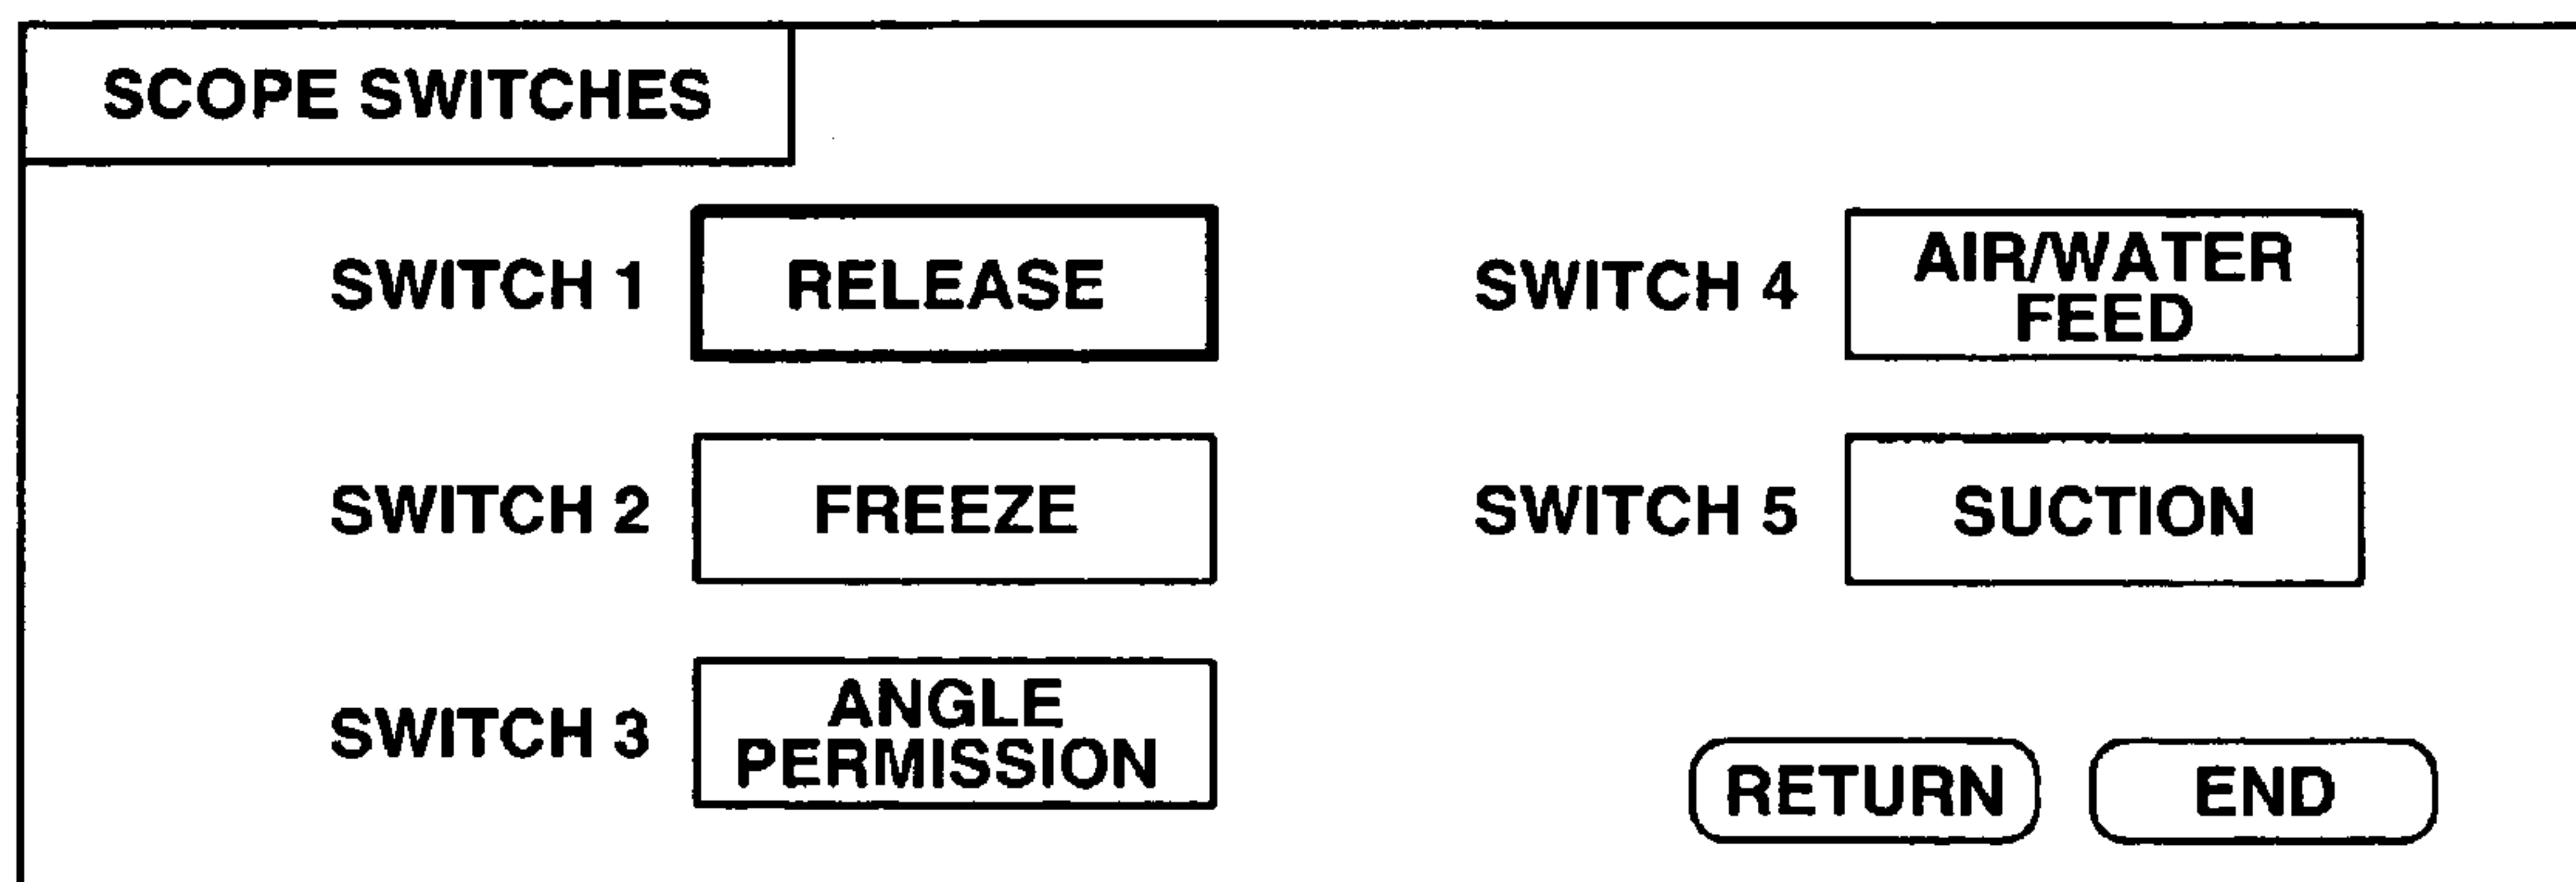 SCOPE SWITCHES
SWITCH 1
RELEASE
SWITCH 2
FREEZE
SWITCH 3
ANGLE
PERMISSION
SWITCH 4
AIR/WATER
FEED
SWITCH 5
SUCTION
RETURN
END